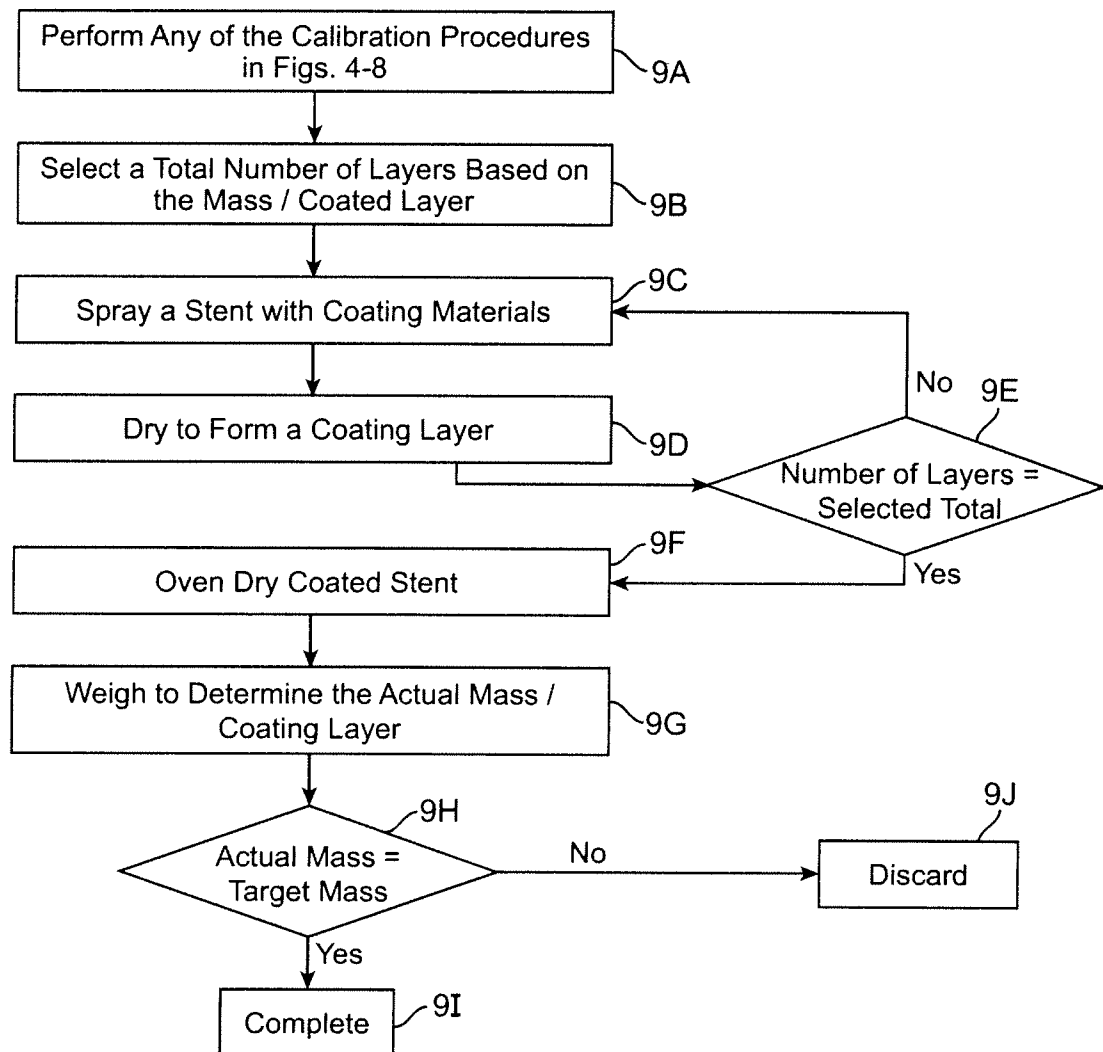 Perform Any of the Calibration Procedures
in Figs. 4-8
9A
Select a Total Number of Layers Based on
the Mass / Coated Layer
9B
Spray a Stent with Coating Materials
9C
Dry to Form a Coating Layer
9D
No
9E
Number of Layers =
Selected Total
Yes
Oven Dry Coated Stent
9F
Weigh to Determine the Actual Mass /
Coating Layer
9G
Actual Mass =
Target Mass
9H
No
Discard
9J
Yes
Complete
9I